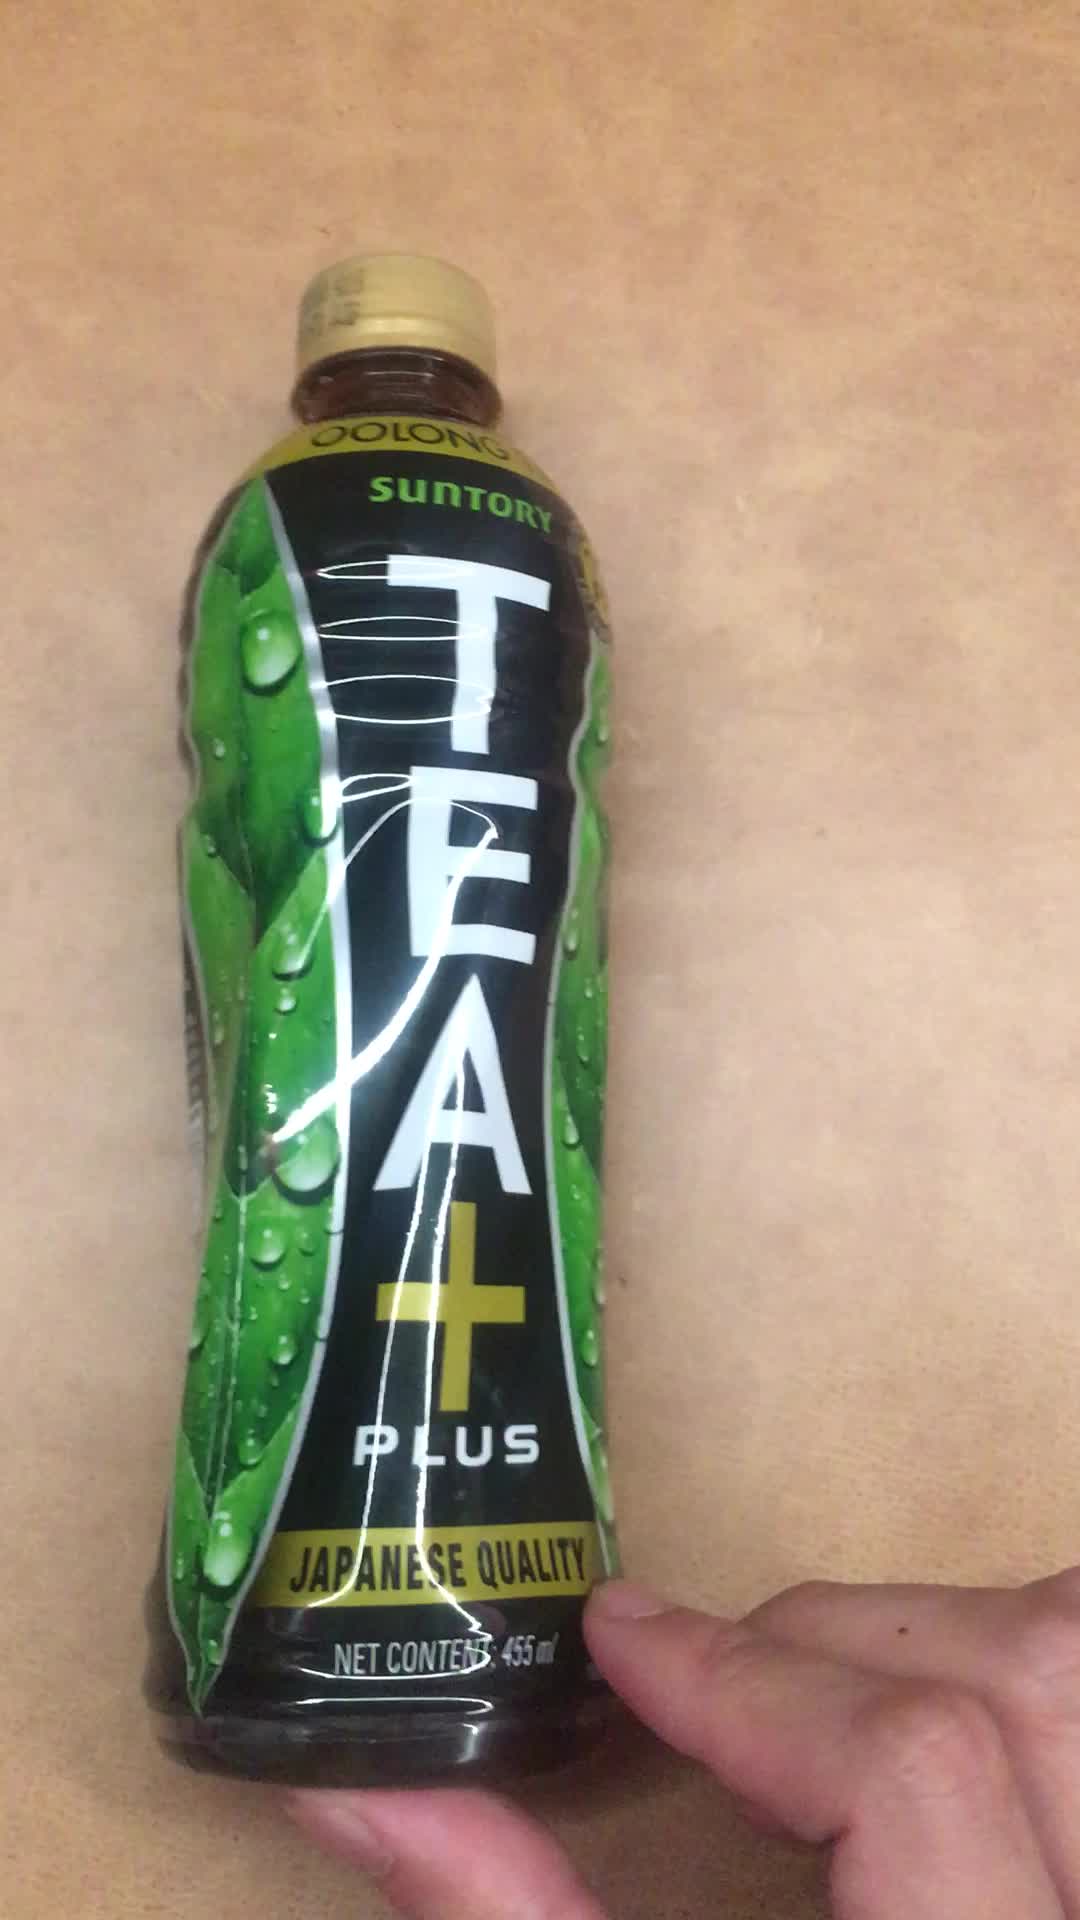 OOLONG
SUNTORY
TEA
+
PLUS
JAPANESE QUALITY
NET CONTENT: 455 ml